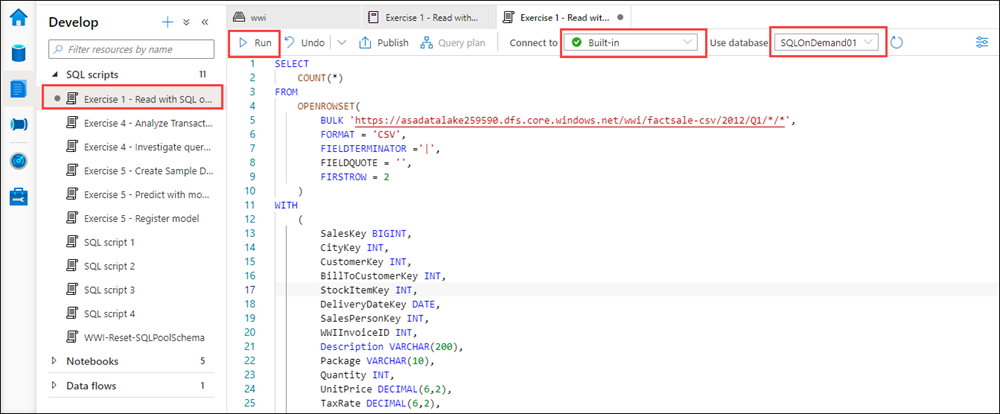 wwi
Exercise 1 - Read with...
Exercise 1 - Read wit...
Develop
Run
Undo
Publish
Query plan
Connect to
Built-in
Use database
SQLOnDemand01
Filter resources by name
SQL scripts 11
Exercise 1 - Read with SQL o...
Exercise 4 - Analyze Transact...
Exercise 4 - Investigate quer...
Exercise 5 - Create Sample D...
Exercise 5 - Predict with mo...
Exercise 5 - Register model
SQL script 1
SQL script 2
SQL script 3
SQL script 4
WWI-Reset-SQLPoolSchema
Notebooks 5
Data flows 4
1 SELECT
2 COUNT(*)
3 FROM
4 OPENROWSET(
5 BULK 'https://asadatalake259590.dfs.core.windows.net/wwi/factsale-csv/2012/Q1/*/*',
6 FORMAT = 'CSV',
7 FIELDTERMINATOR ='|',
8 FIELDQUOTE = '',
9 FIRSTROW = 2
10 )
11 WITH
12 (
13 SalesKey BIGINT,
14 CityKey INT,
15 CustomerKey INT,
16 BillToCustomerKey INT,
17 StockItemKey INT,
18 DeliveryDateKey DATE,
19 SalesPersonKey INT,
20 WWIInvoiceID INT,
21 Description VARCHAR(200),
22 Package VARCHAR(10),
23 Quantity INT,
24 UnitPrice DECIMAL(6,2),
25 TaxRate DECIMAL(6,2),